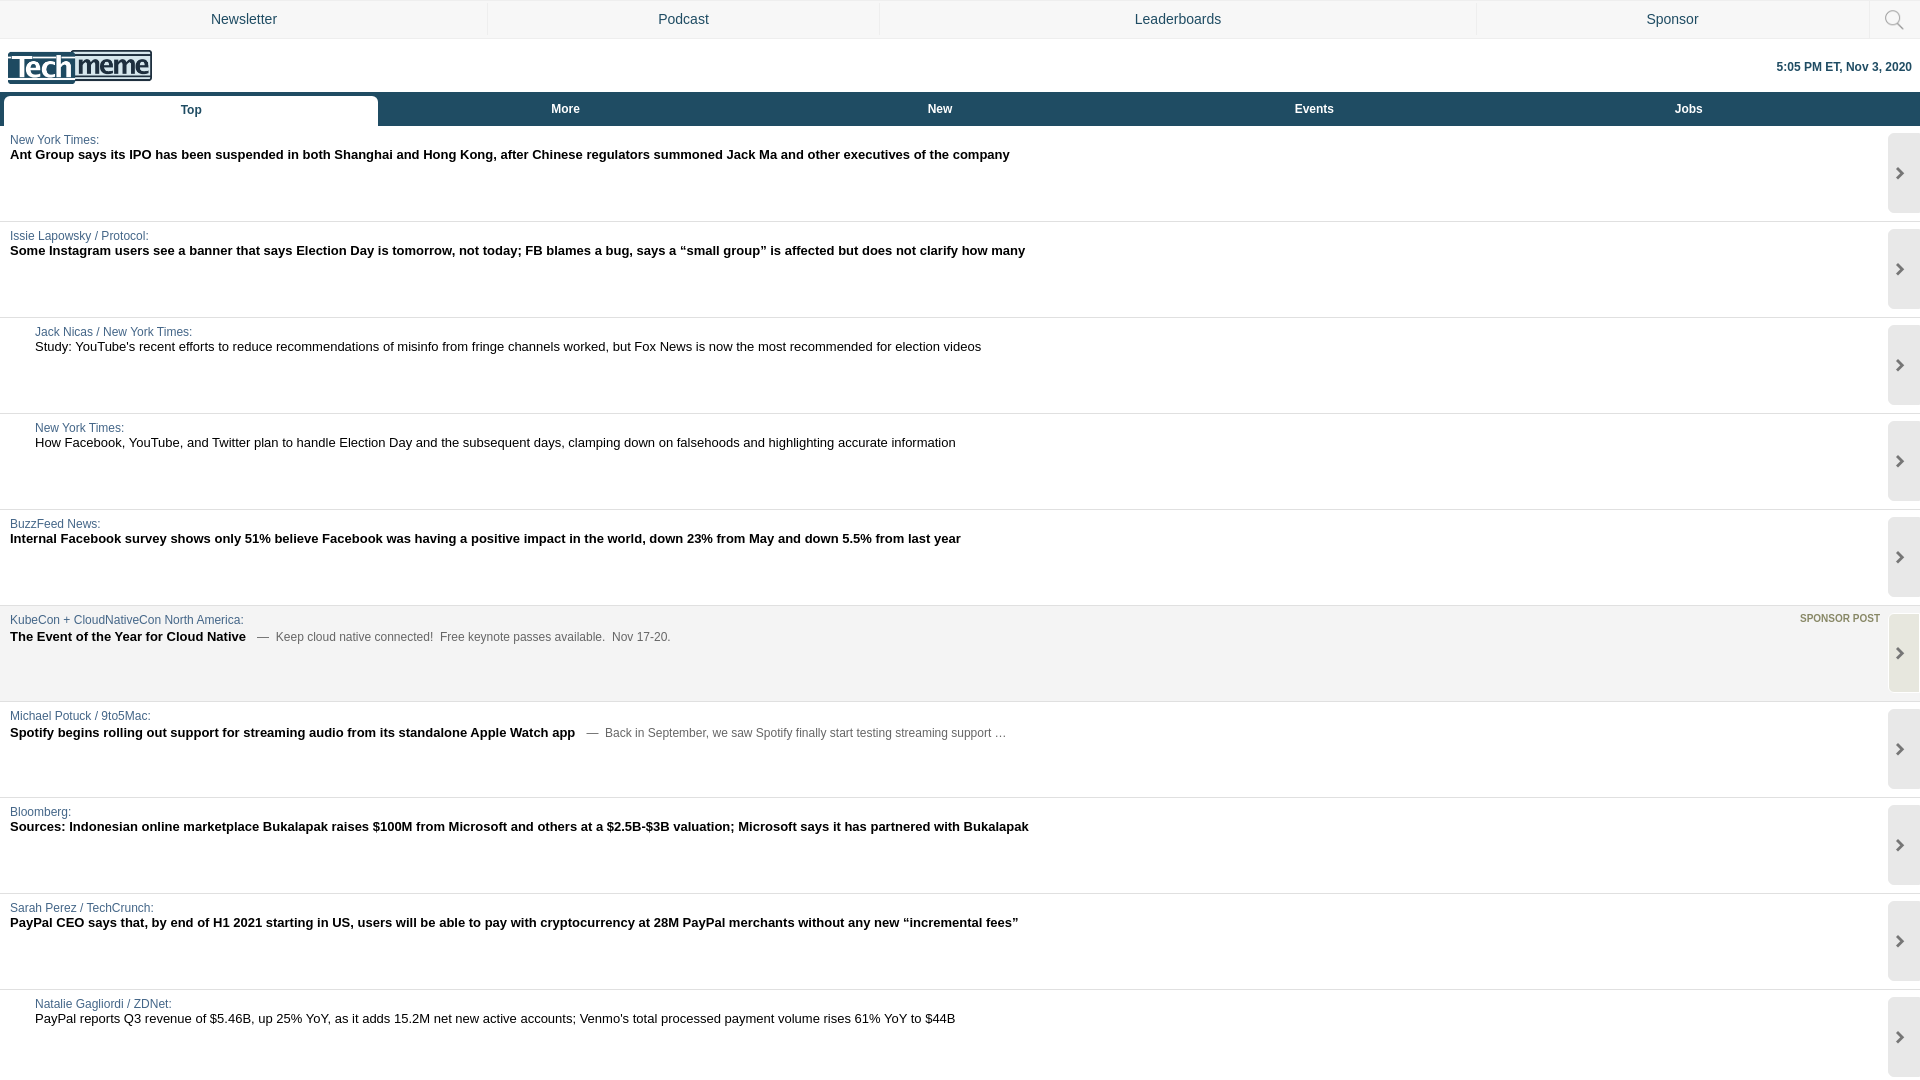 Newsletter
Podcast
Leaderboards
Sponsor
Techmeme
5:05 PM ET, Nov 3, 2020
Top
More
New
Events
Jobs
New York Times:
Ant Group says its IPO has been suspended in both Shanghai and Hong Kong, after Chinese regulators summoned Jack Ma and other executives of the company
Issie Lapowsky / Protocol:
Some Instagram users see a banner that says Election Day is tomorrow, not today; FB blames a bug, says a “small group” is affected but does not clarify how many
Jack Nicas / New York Times:
Study: YouTube's recent efforts to reduce recommendations of misinfo from fringe channels worked, but Fox News is now the most recommended for election videos
New York Times:
How Facebook, YouTube, and Twitter plan to handle Election Day and the subsequent days, clamping down on falsehoods and highlighting accurate information
BuzzFeed News:
Internal Facebook survey shows only 51% believe Facebook was having a positive impact in the world, down 23% from May and down 5.5% from last year
KubeCon + CloudNativeCon North America:
SPONSOR POST
The Event of the Year for Cloud Native — Keep cloud native connected! Free keynote passes available. Nov 17-20.
Michael Potuck / 9to5Mac:
Spotify begins rolling out support for streaming audio from its standalone Apple Watch app — Back in September, we saw Spotify finally start testing streaming support …
Bloomberg:
Sources: Indonesian online marketplace Bukalapak raises $100M from Microsoft and others at a $2.5B-$3B valuation; Microsoft says it has partnered with Bukalapak
Sarah Perez / TechCrunch:
PayPal CEO says that, by end of H1 2021 starting in US, users will be able to pay with cryptocurrency at 28M PayPal merchants without any new “incremental fees”
Natalie Gagliordi / ZDNet:
PayPal reports Q3 revenue of $5.46B, up 25% YoY, as it adds 15.2M net new active accounts; Venmo's total processed payment volume rises 61% YoY to $44B